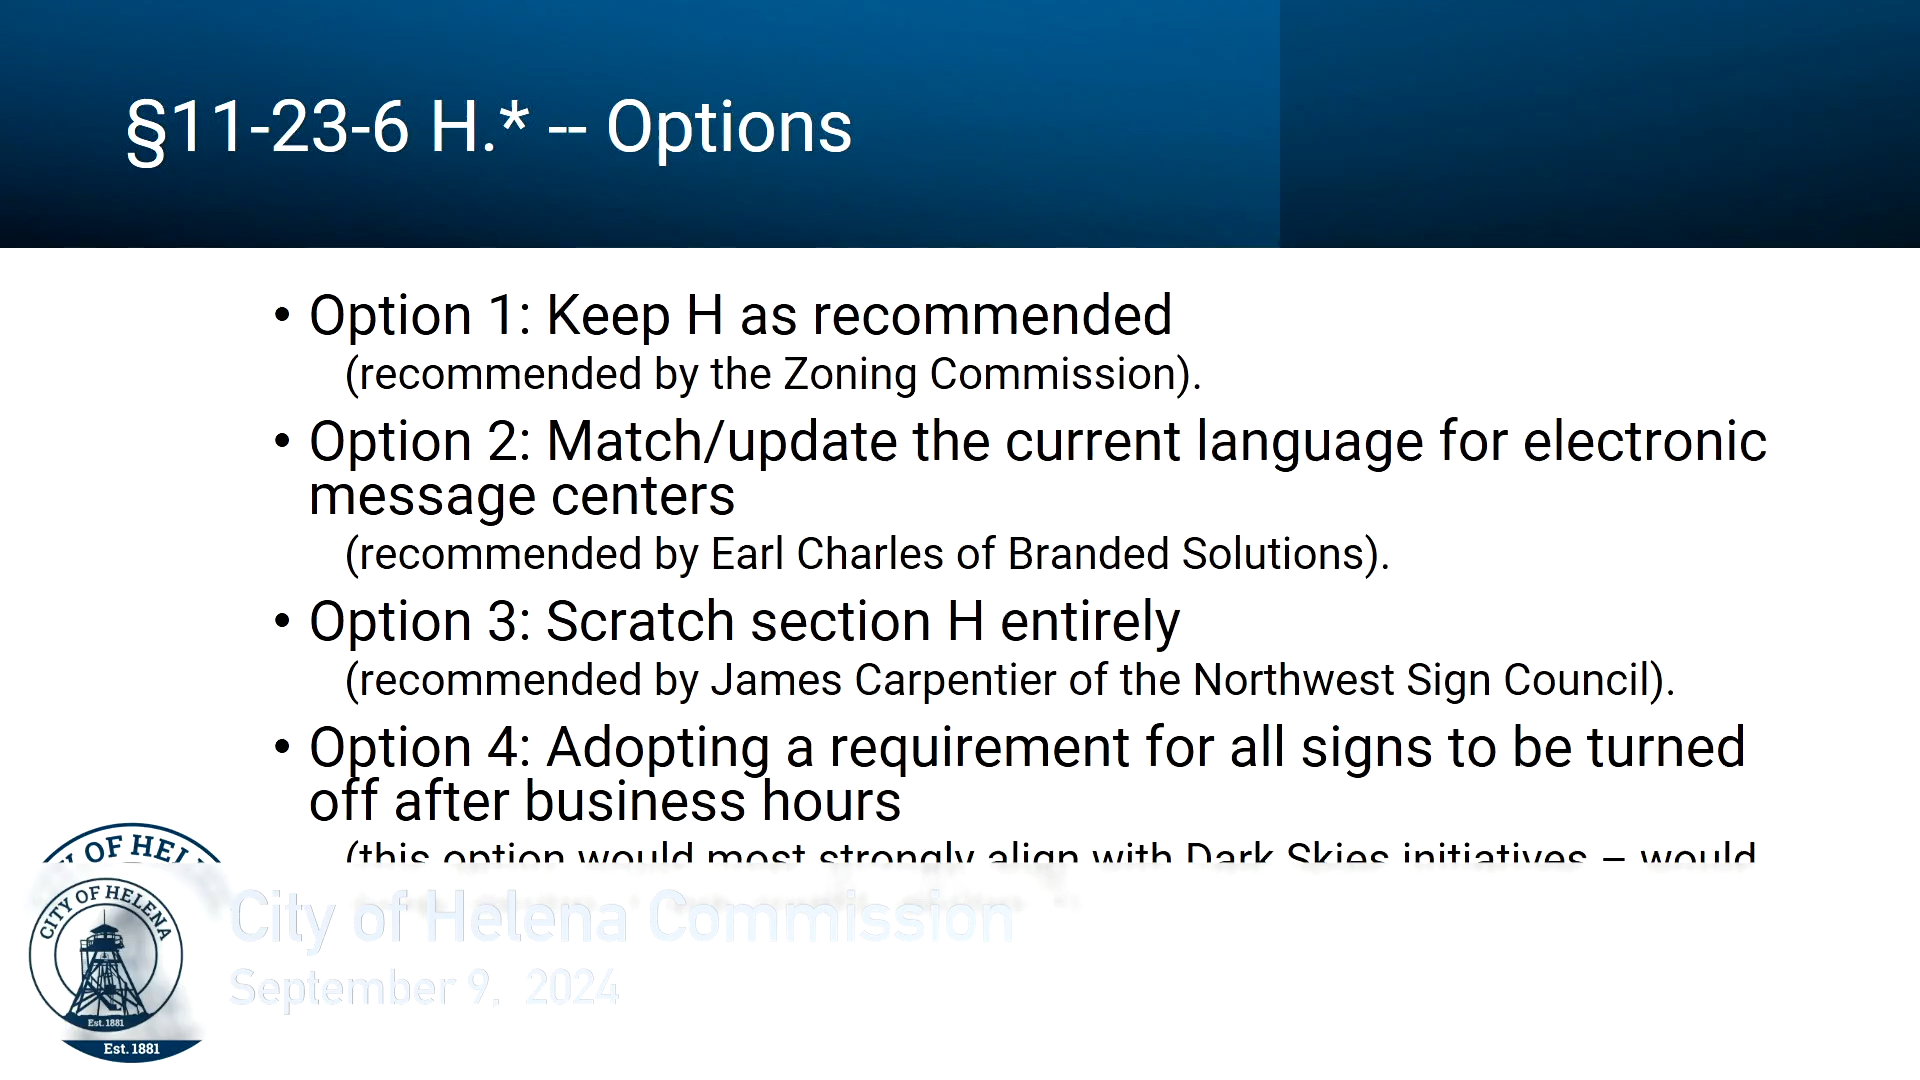 §11-23-6 H.* -- Options
• Option 1: Keep H as recommended
(recommended by the Zoning Commission).
• Option 2: Match/update the current language for electronic
message centers
(recommended by Earl Charles of Branded Solutions).
• Option 3: Scratch section H entirely
(recommended by James Carpentier of the Northwest Sign Council).
• Option 4: Adopting a requirement for all signs to be turned
off after business hours
(this option would most strongly align with Dark Skies initiatives – would
CITY OF HELENA
Est. 1881
City of Helena Commission
September 9, 2024
Est. 1881